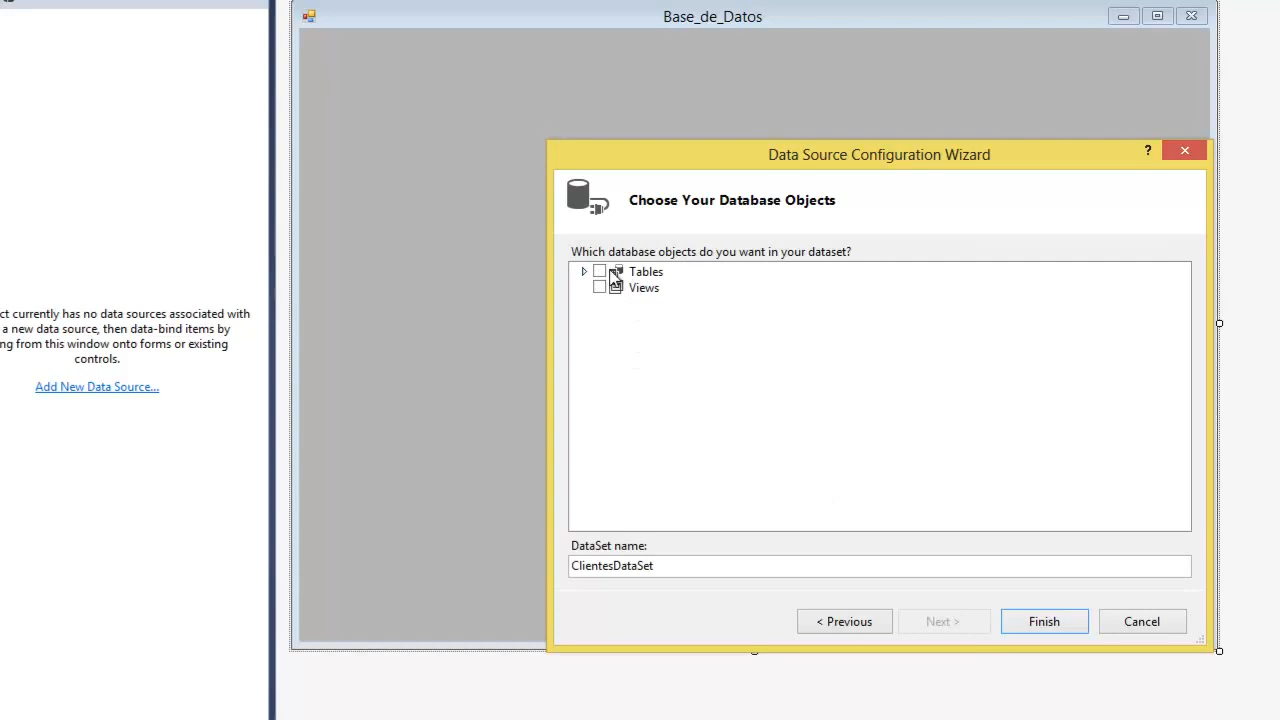 Base_de_Datos
Data Source Configuration Wizard
?
Choose Your Database Objects
Which database objects do you want in your dataset?
Tables
Views
DataSet name:
ClientesDataSet
< Previous
Next >
Finish
Cancel
ct currently has no data sources associated with
a new data source, then data-bind items by
ng from this window onto forms or existing
controls.
Add New Data Source...